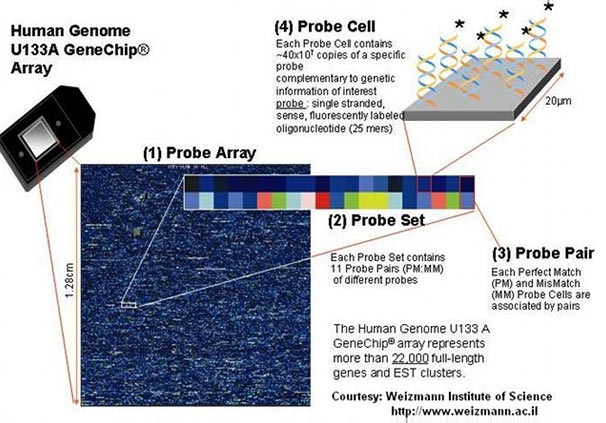 Human Genome
U133A GeneChip®
Array
(4) Probe Cell
Each Probe Cell contains
~40x10⁷ copies of a specific
probe
complementary to genetic
information of interest
probe : single stranded,
sense, fluorescently labeled
oligonucleotide (25 mers)
* * * * *
20µm
(1) Probe Array
(2) Probe Set
Each Probe Set contains
11 Probe Pairs (PM:MM)
of different probes
(3) Probe Pair
Each Perfect Match
(PM) and MisMatch
(MM) Probe Cells are
associated by pairs
1.28cm
The Human Genome U133 A
GeneChip® array represents
more than 22,000 full-length
genes and EST clusters.
Courtesy: Weizmann Institute of Science
http://www.weizmann.ac.il